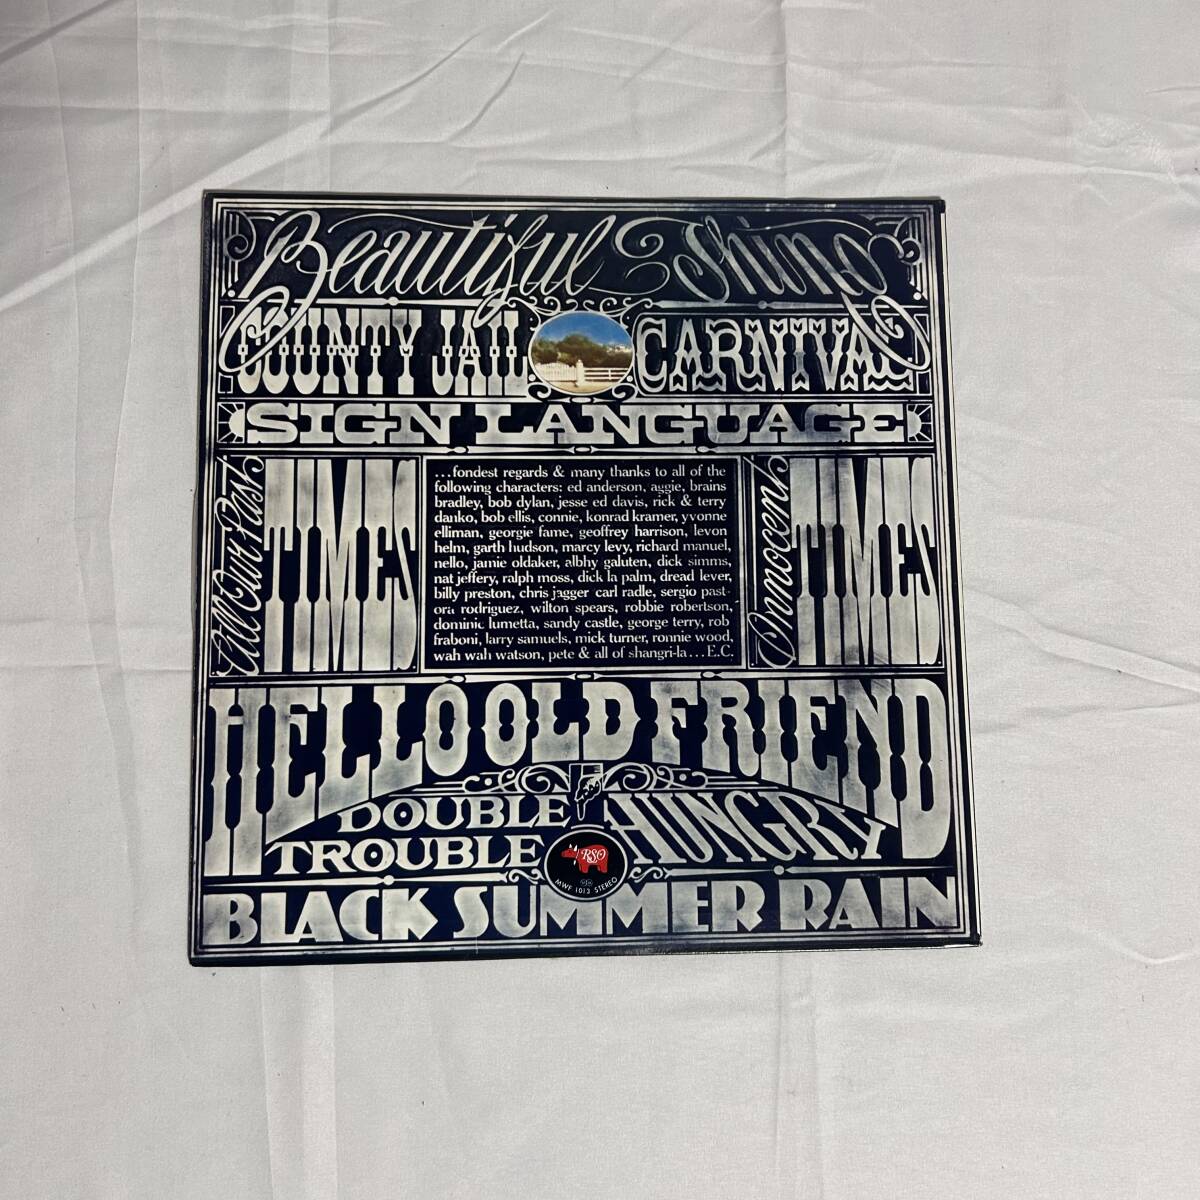 Beautiful Thing
COUNTY JAIL CARNIVAL
SIGN LANGUAGE
All Our Past
TIMES
...fondest regards & many thanks to all of the
following characters: ed anderson, aggie, brains
bradley, bob dylan, jesse ed davis, rick & terry
danko, bob ellis, connie, konrad kramer, yvonne
elliman, georgie fame, geoffrey harrison, levon
helm, garth hudson, marcy levy, richard manuel,
nello, jamie oldaker, albhy galuten, dick simms,
nat jeffery, ralph moss, dick la palm, dread lever,
billy preston, chris jagger carl radle, sergio past-
ora rodriguez, wilton spears, robbie robertson,
dominic lumetta, sandy castle, george terry, rob
fraboni, larry samuels, mick turner, ronnie wood,
wah wah watson, pete & all of shangri-la...E.C.
Innocent
TIMES
HELLO OLD FRIEND
DOUBLE
TROUBLE
HUNGRY
RSO
MWF 1013 STEREO
BLACK SUMMER RAIN